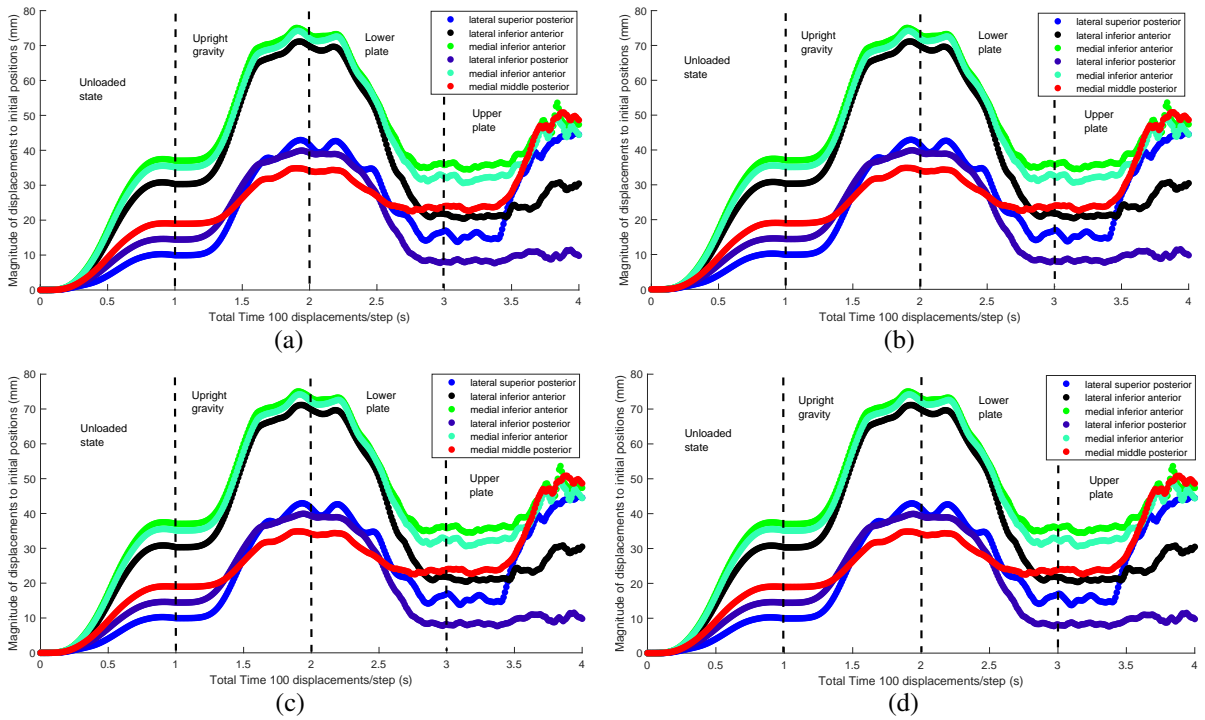 80
70
60
50
40
30
20
10
0
Magnitude of displacements to initial positions (mm)
Unloaded
state
Upright
gravity
Lower
plate
Upper
plate
lateral superior posterior
lateral inferior anterior
medial inferior anterior
lateral inferior posterior
medial inferior anterior
medial middle posterior
0 0.5 1 1.5 2 2.5 3 3.5 4
Total Time 100 displacements/step (s)
(a)
80
70
60
50
40
30
20
10
0
Magnitude of displacements to initial positions (mm)
Unloaded
state
Upright
gravity
Lower
plate
Upper
plate
lateral superior posterior
lateral inferior anterior
medial inferior anterior
lateral inferior posterior
medial inferior anterior
medial middle posterior
0 0.5 1 1.5 2 2.5 3 3.5 4
Total Time 100 displacements/step (s)
(b)
80
70
60
50
40
30
20
10
0
Magnitude of displacements to initial positions (mm)
Unloaded
state
Upright
gravity
Lower
plate
Upper
plate
lateral superior posterior
lateral inferior anterior
medial inferior anterior
lateral inferior posterior
medial inferior anterior
medial middle posterior
0 0.5 1 1.5 2 2.5 3 3.5 4
Total Time 100 displacements/step (s)
(c)
80
70
60
50
40
30
20
10
0
Magnitude of displacements to initial positions (mm)
Unloaded
state
Upright
gravity
Lower
plate
Upper
plate
lateral superior posterior
lateral inferior anterior
medial inferior anterior
lateral inferior posterior
medial inferior anterior
medial middle posterior
0 0.5 1 1.5 2 2.5 3 3.5 4
Total Time 100 displacements/step (s)
(d)